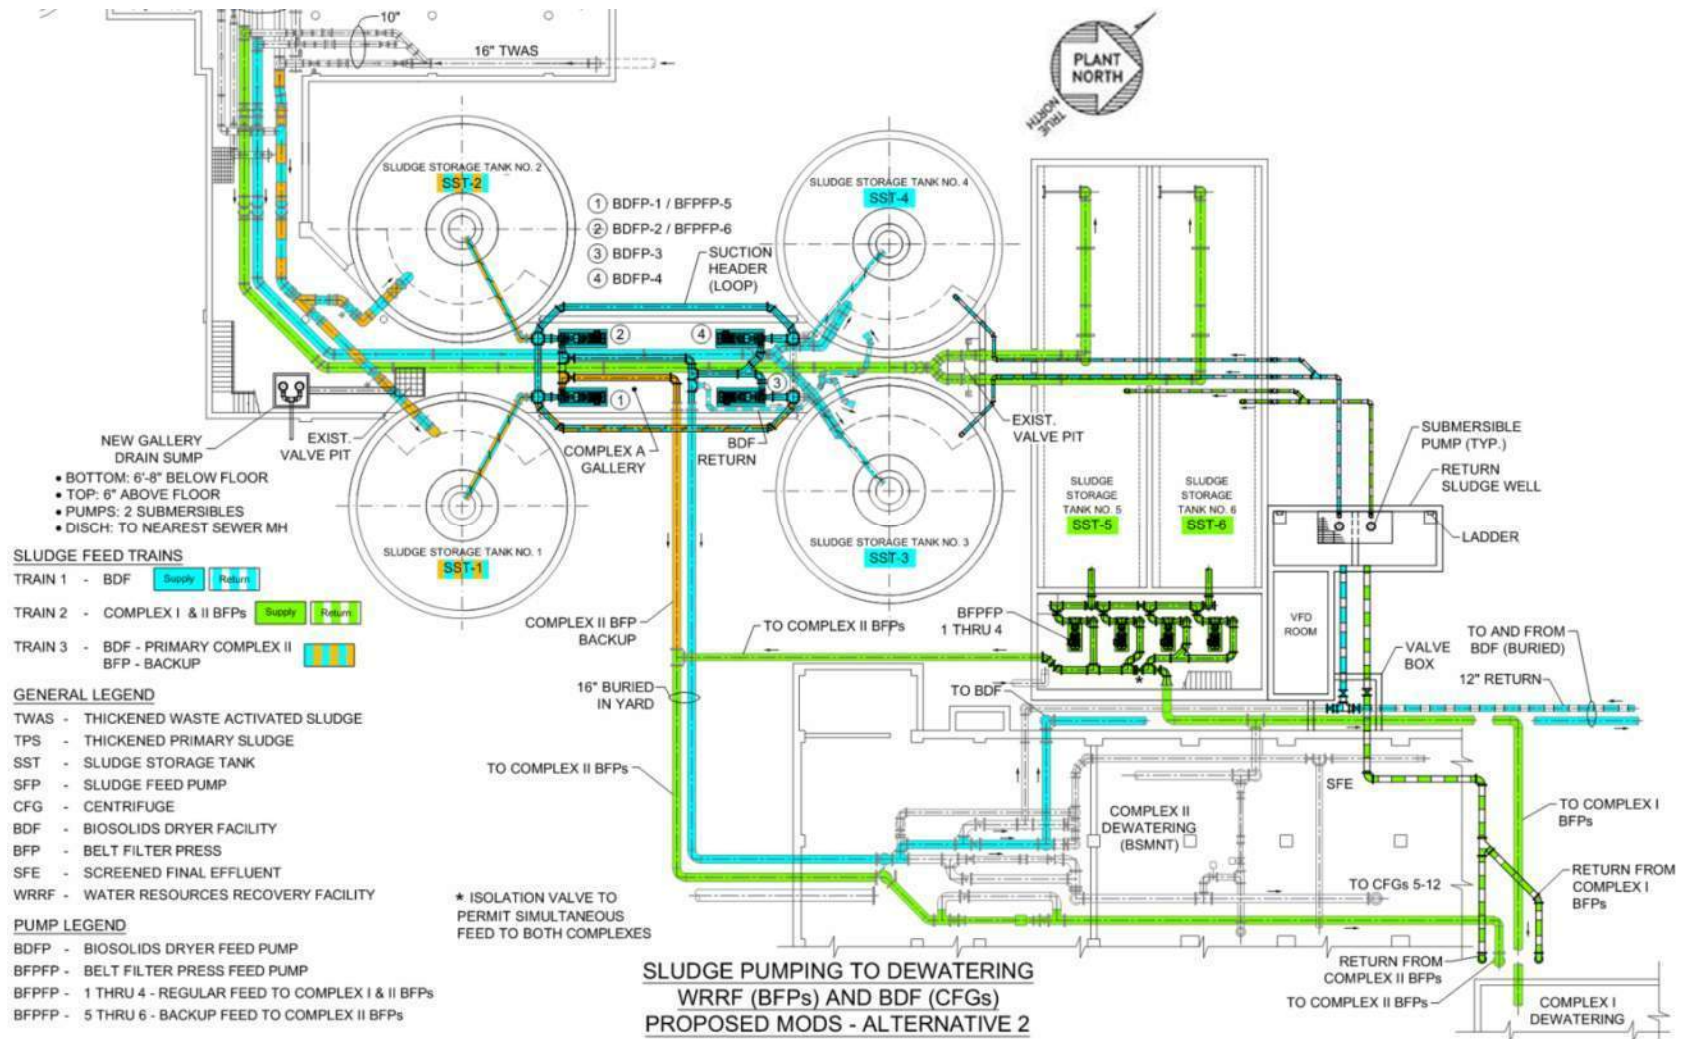 10"
16" TWAS
PLANT
NORTH
TRUE
NORTH
SLUDGE STORAGE TANK NO. 2
SST-2
SLUDGE STORAGE TANK NO. 4
SST-4
1 BDFP-1 / BFPFP-5
2 BDFP-2 / BFPFP-6
3 BDFP-3
4 BDFP-4
SUCTION
HEADER
(LOOP)
2
4
3
1
NEW GALLERY
DRAIN SUMP
• BOTTOM: 6'-8" BELOW FLOOR
• TOP: 6" ABOVE FLOOR
• PUMPS: 2 SUBMERSIBLES
• DISCH: TO NEAREST SEWER MH
EXIST.
VALVE PIT
COMPLEX A
GALLERY
BDF
RETURN
EXIST.
VALVE PIT
SUBMERSIBLE
PUMP (TYP.)
RETURN
SLUDGE WELL
LADDER
SLUDGE
STORAGE
TANK NO. 5
SST-5
SLUDGE
STORAGE
TANK NO. 6
SST-6
SLUDGE STORAGE TANK NO. 1
SST-1
SLUDGE STORAGE TANK NO. 3
SST-3
SLUDGE FEED TRAINS
TRAIN 1 - BDF Supply Return
TRAIN 2 - COMPLEX I & II BFPs Supply Return
TRAIN 3 - BDF - PRIMARY COMPLEX II
BFP - BACKUP
COMPLEX II BFP
BACKUP
TO COMPLEX II BFPs
BFPFP
1 THRU 4
VFD
ROOM
VALVE
BOX
TO AND FROM
BDF (BURIED)
12" RETURN
16" BURIED
IN YARD
TO BDF
*
GENERAL LEGEND
TWAS - THICKENED WASTE ACTIVATED SLUDGE
TPS - THICKENED PRIMARY SLUDGE
SST - SLUDGE STORAGE TANK
SFP - SLUDGE FEED PUMP
CFG - CENTRIFUGE
BDF - BIOSOLIDS DRYER FACILITY
BFP - BELT FILTER PRESS
SFE - SCREENED FINAL EFFLUENT
WRRF - WATER RESOURCES RECOVERY FACILITY
TO COMPLEX II BFPs
COMPLEX II
DEWATERING
(BSMNT)
SFE
TO COMPLEX I
BFPs
TO CFGs 5-12
RETURN FROM
COMPLEX I
BFPs
* ISOLATION VALVE TO
PERMIT SIMULTANEOUS
FEED TO BOTH COMPLEXES
PUMP LEGEND
BDFP - BIOSOLIDS DRYER FEED PUMP
BFPFP - BELT FILTER PRESS FEED PUMP
BFPFP - 1 THRU 4 - REGULAR FEED TO COMPLEX I & II BFPs
BFPFP - 5 THRU 6 - BACKUP FEED TO COMPLEX II BFPs
RETURN FROM
COMPLEX II BFPs
TO COMPLEX II BFPs
COMPLEX I
DEWATERING
SLUDGE PUMPING TO DEWATERING
WRRF (BFPs) AND BDF (CFGs)
PROPOSED MODS - ALTERNATIVE 2